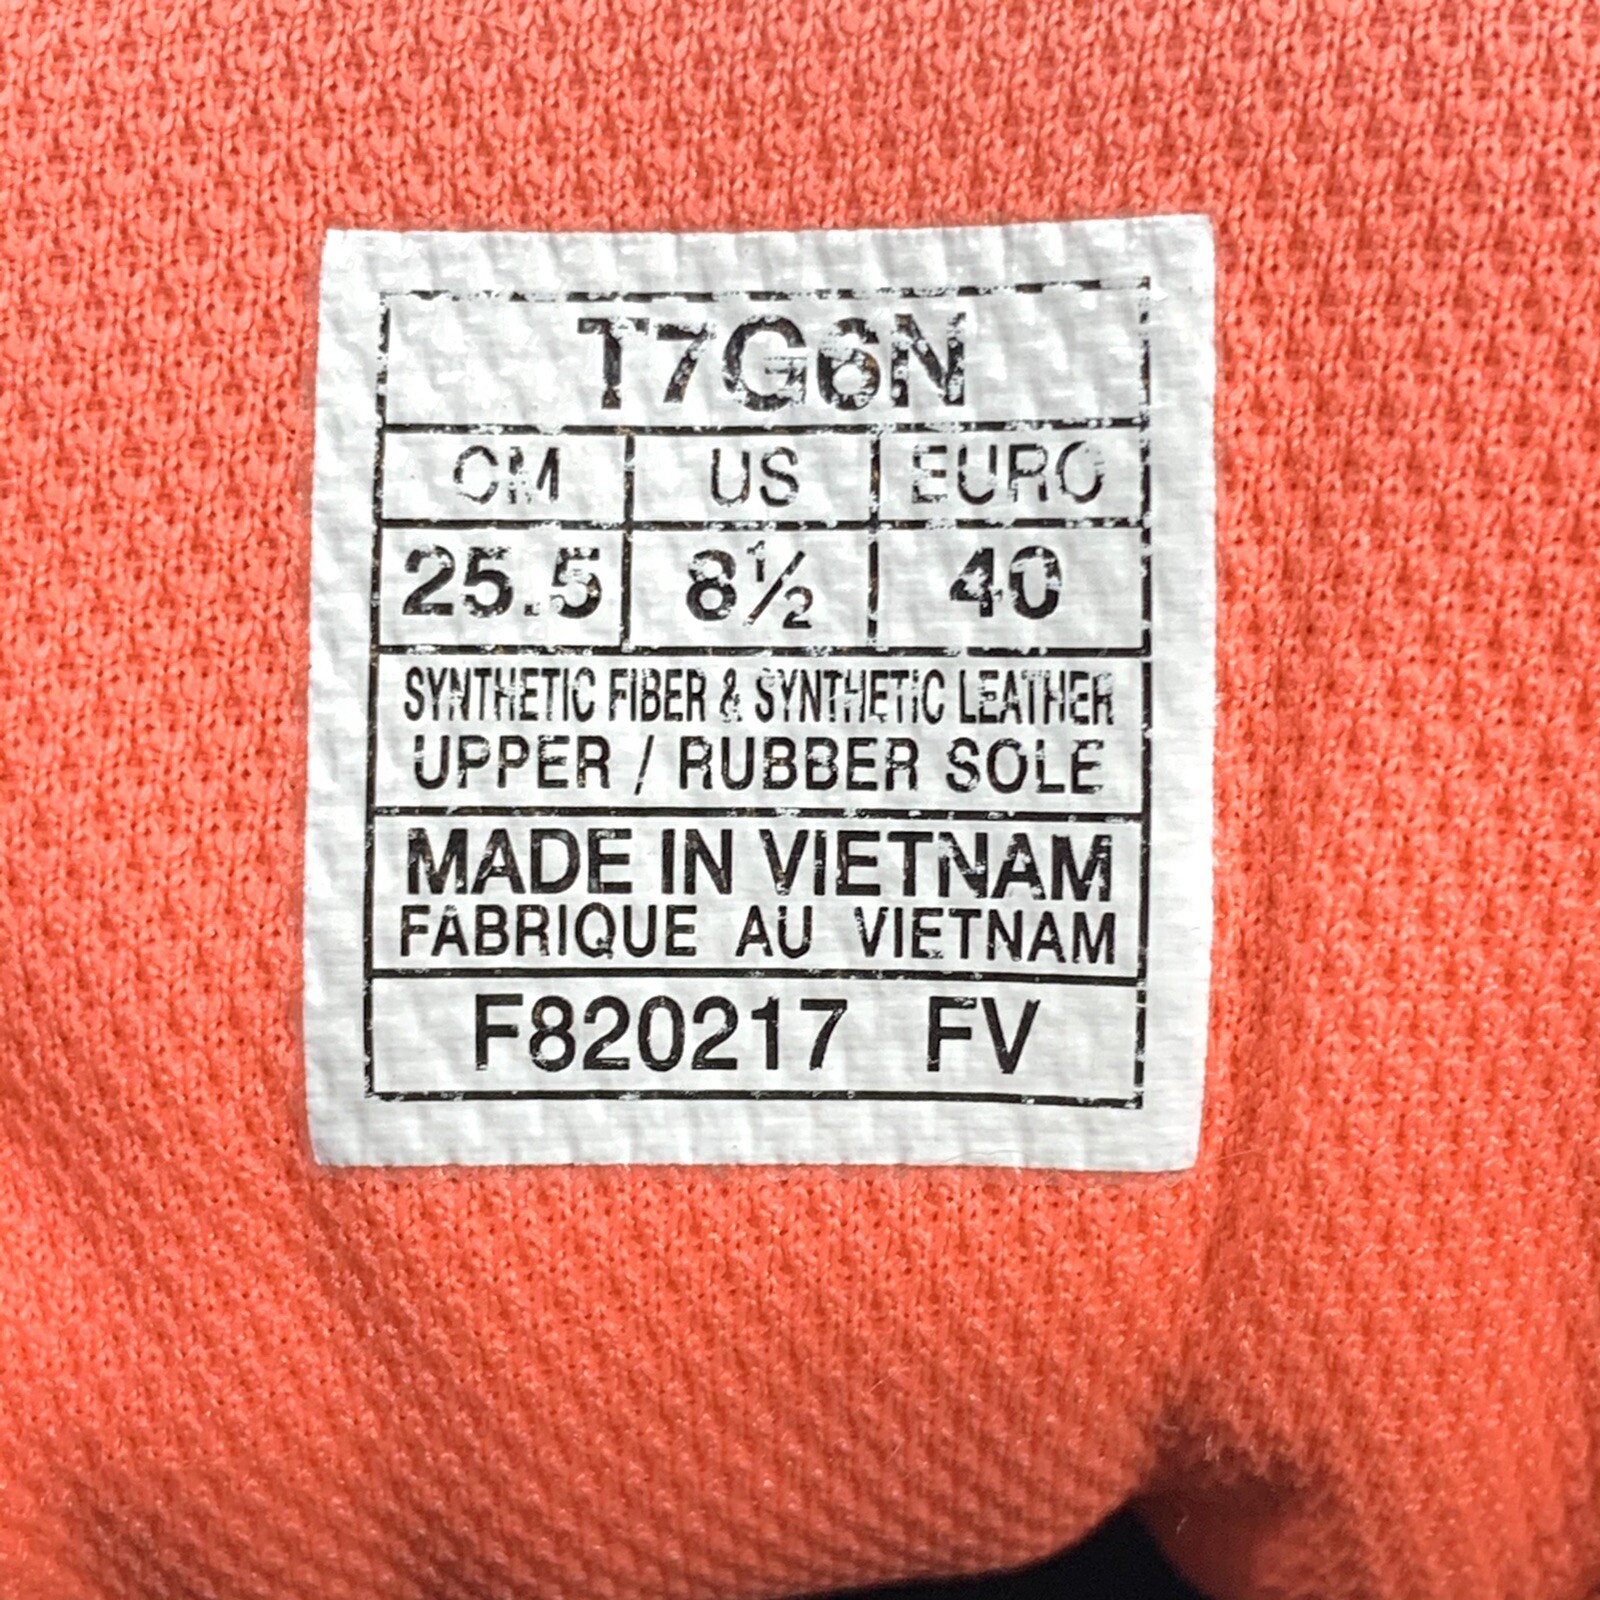 T7G6N
CM US EURO
25.5 8½ 40
SYNTHETIC FIBER & SYNTHETIC LEATHER
UPPER / RUBBER SOLE
MADE IN VIETNAM
FABRIQUE AU VIETNAM
F820217 FV